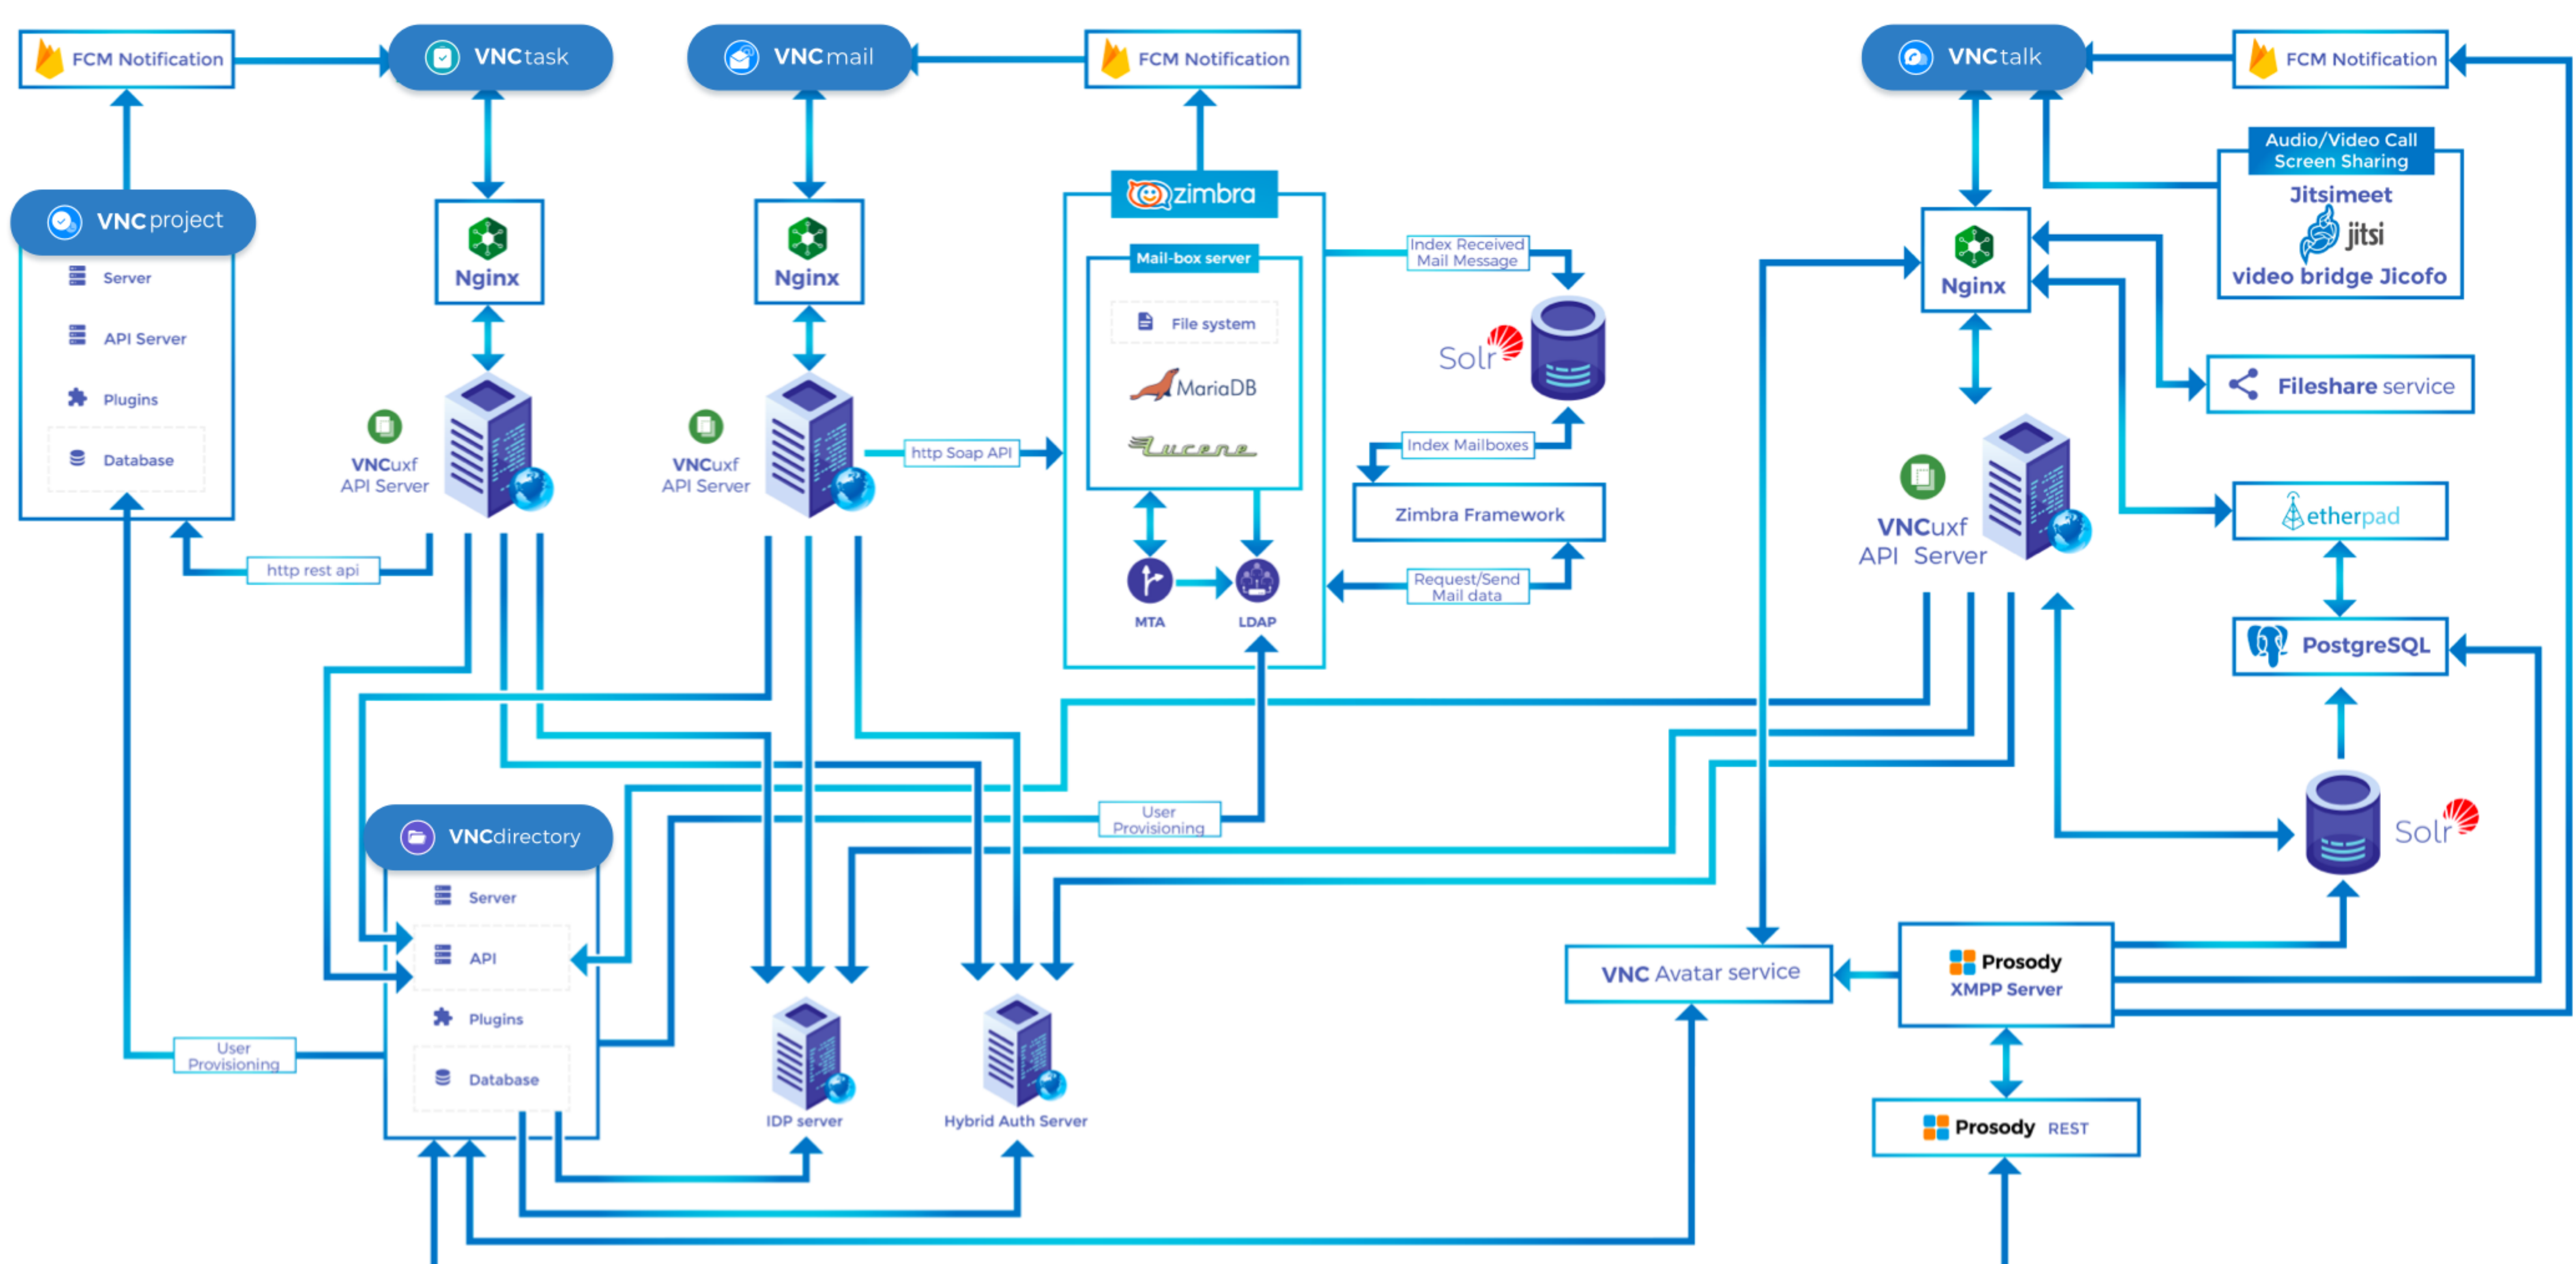 FCM Notification
VNCtask
VNCmail
FCM Notification
VNCtalk
FCM Notification
Audio/Video Call
Screen Sharing
Jitsimeet
jitsi
video bridge Jicofo
VNCproject
Server
API Server
Plugins
Database
Nginx
Nginx
zimbra
Mail-box server
File system
MariaDB
Lucene
MTA
LDAP
Index Received
Mail Message
Solr
Index Mailboxes
Zimbra Framework
Request/Send
Mail data
Nginx
Fileshare service
etherpad
PostgreSQL
Solr
VNCuxf
API Server
VNCuxf
API Server
http Soap API
VNCuxf
API Server
http rest api
User
Provisioning
VNCdirectory
Server
API
Plugins
Database
User
Provisioning
IDP server
Hybrid Auth Server
VNC Avatar service
Prosody
XMPP Server
Prosody REST